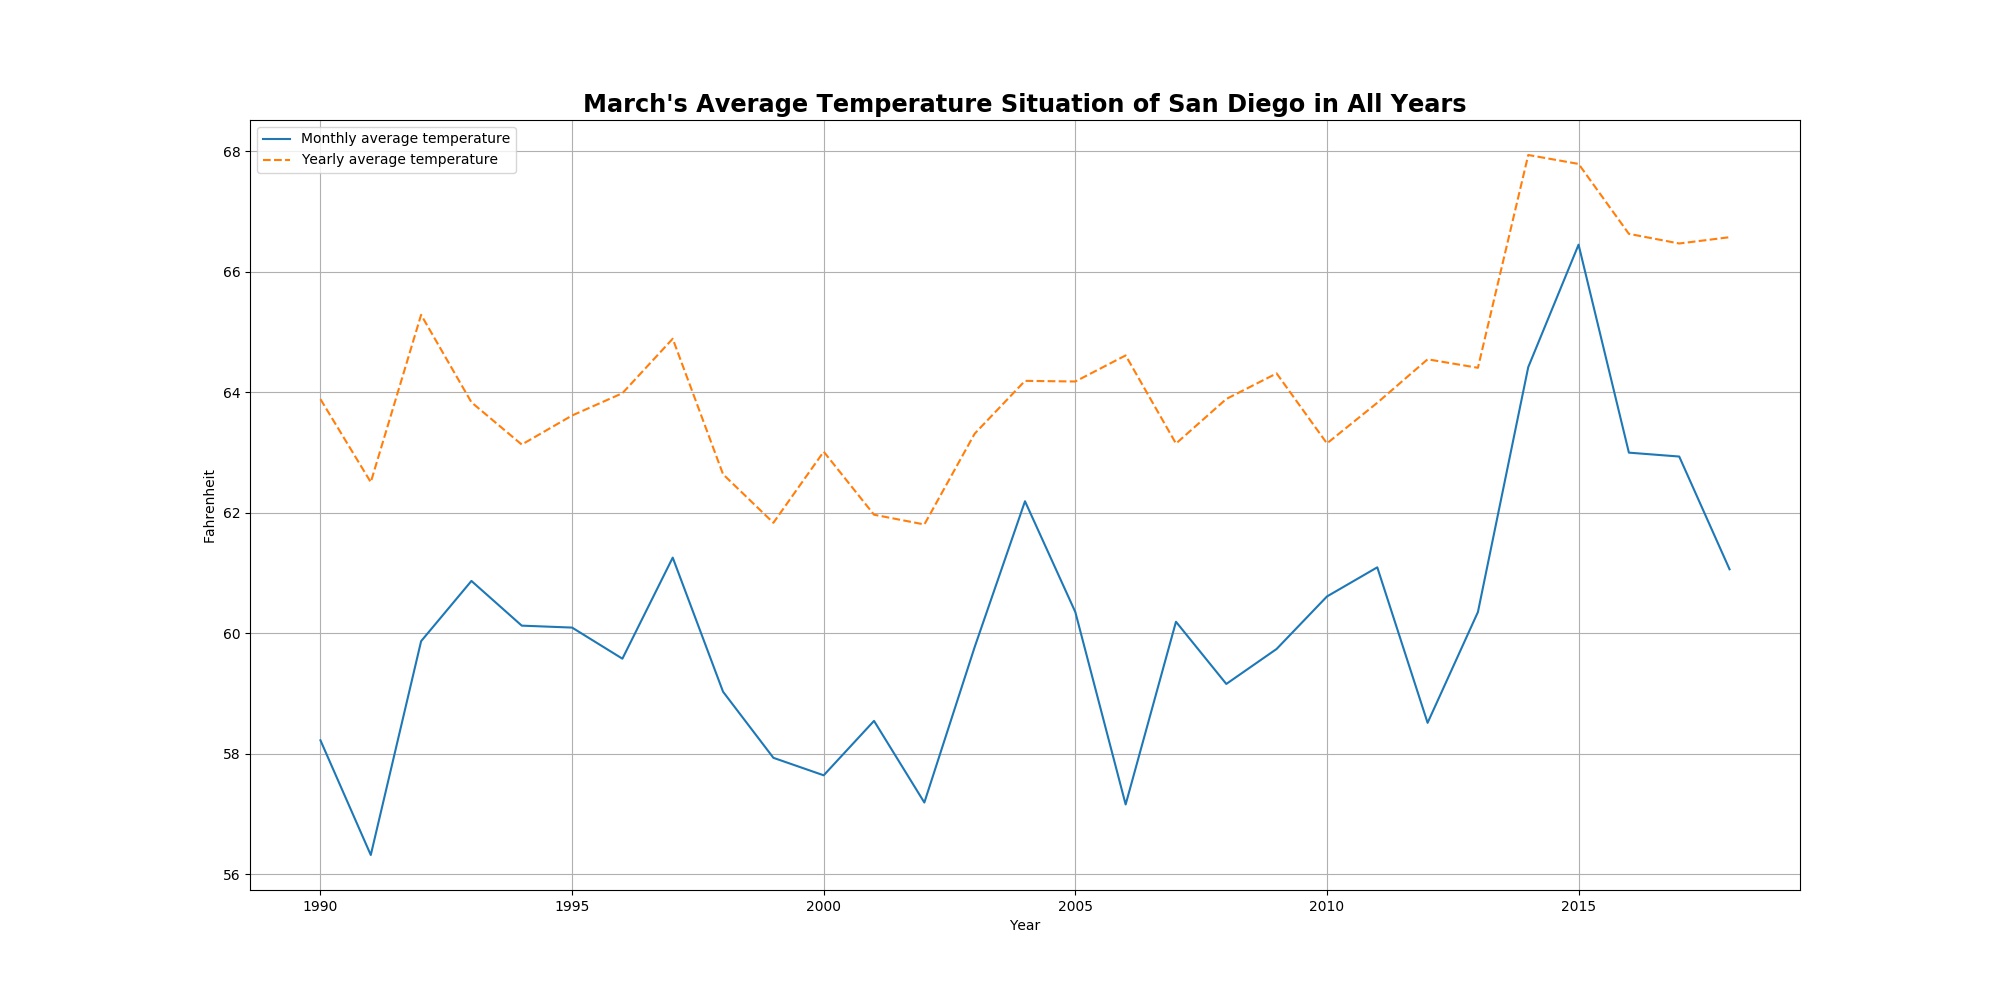 March's Average Temperature Situation of San Diego in All Years
Monthly average temperature
Yearly average temperature
68
66
64
62
60
58
56
Fahrenheit
1990 1995 2000 2005 2010 2015
Year